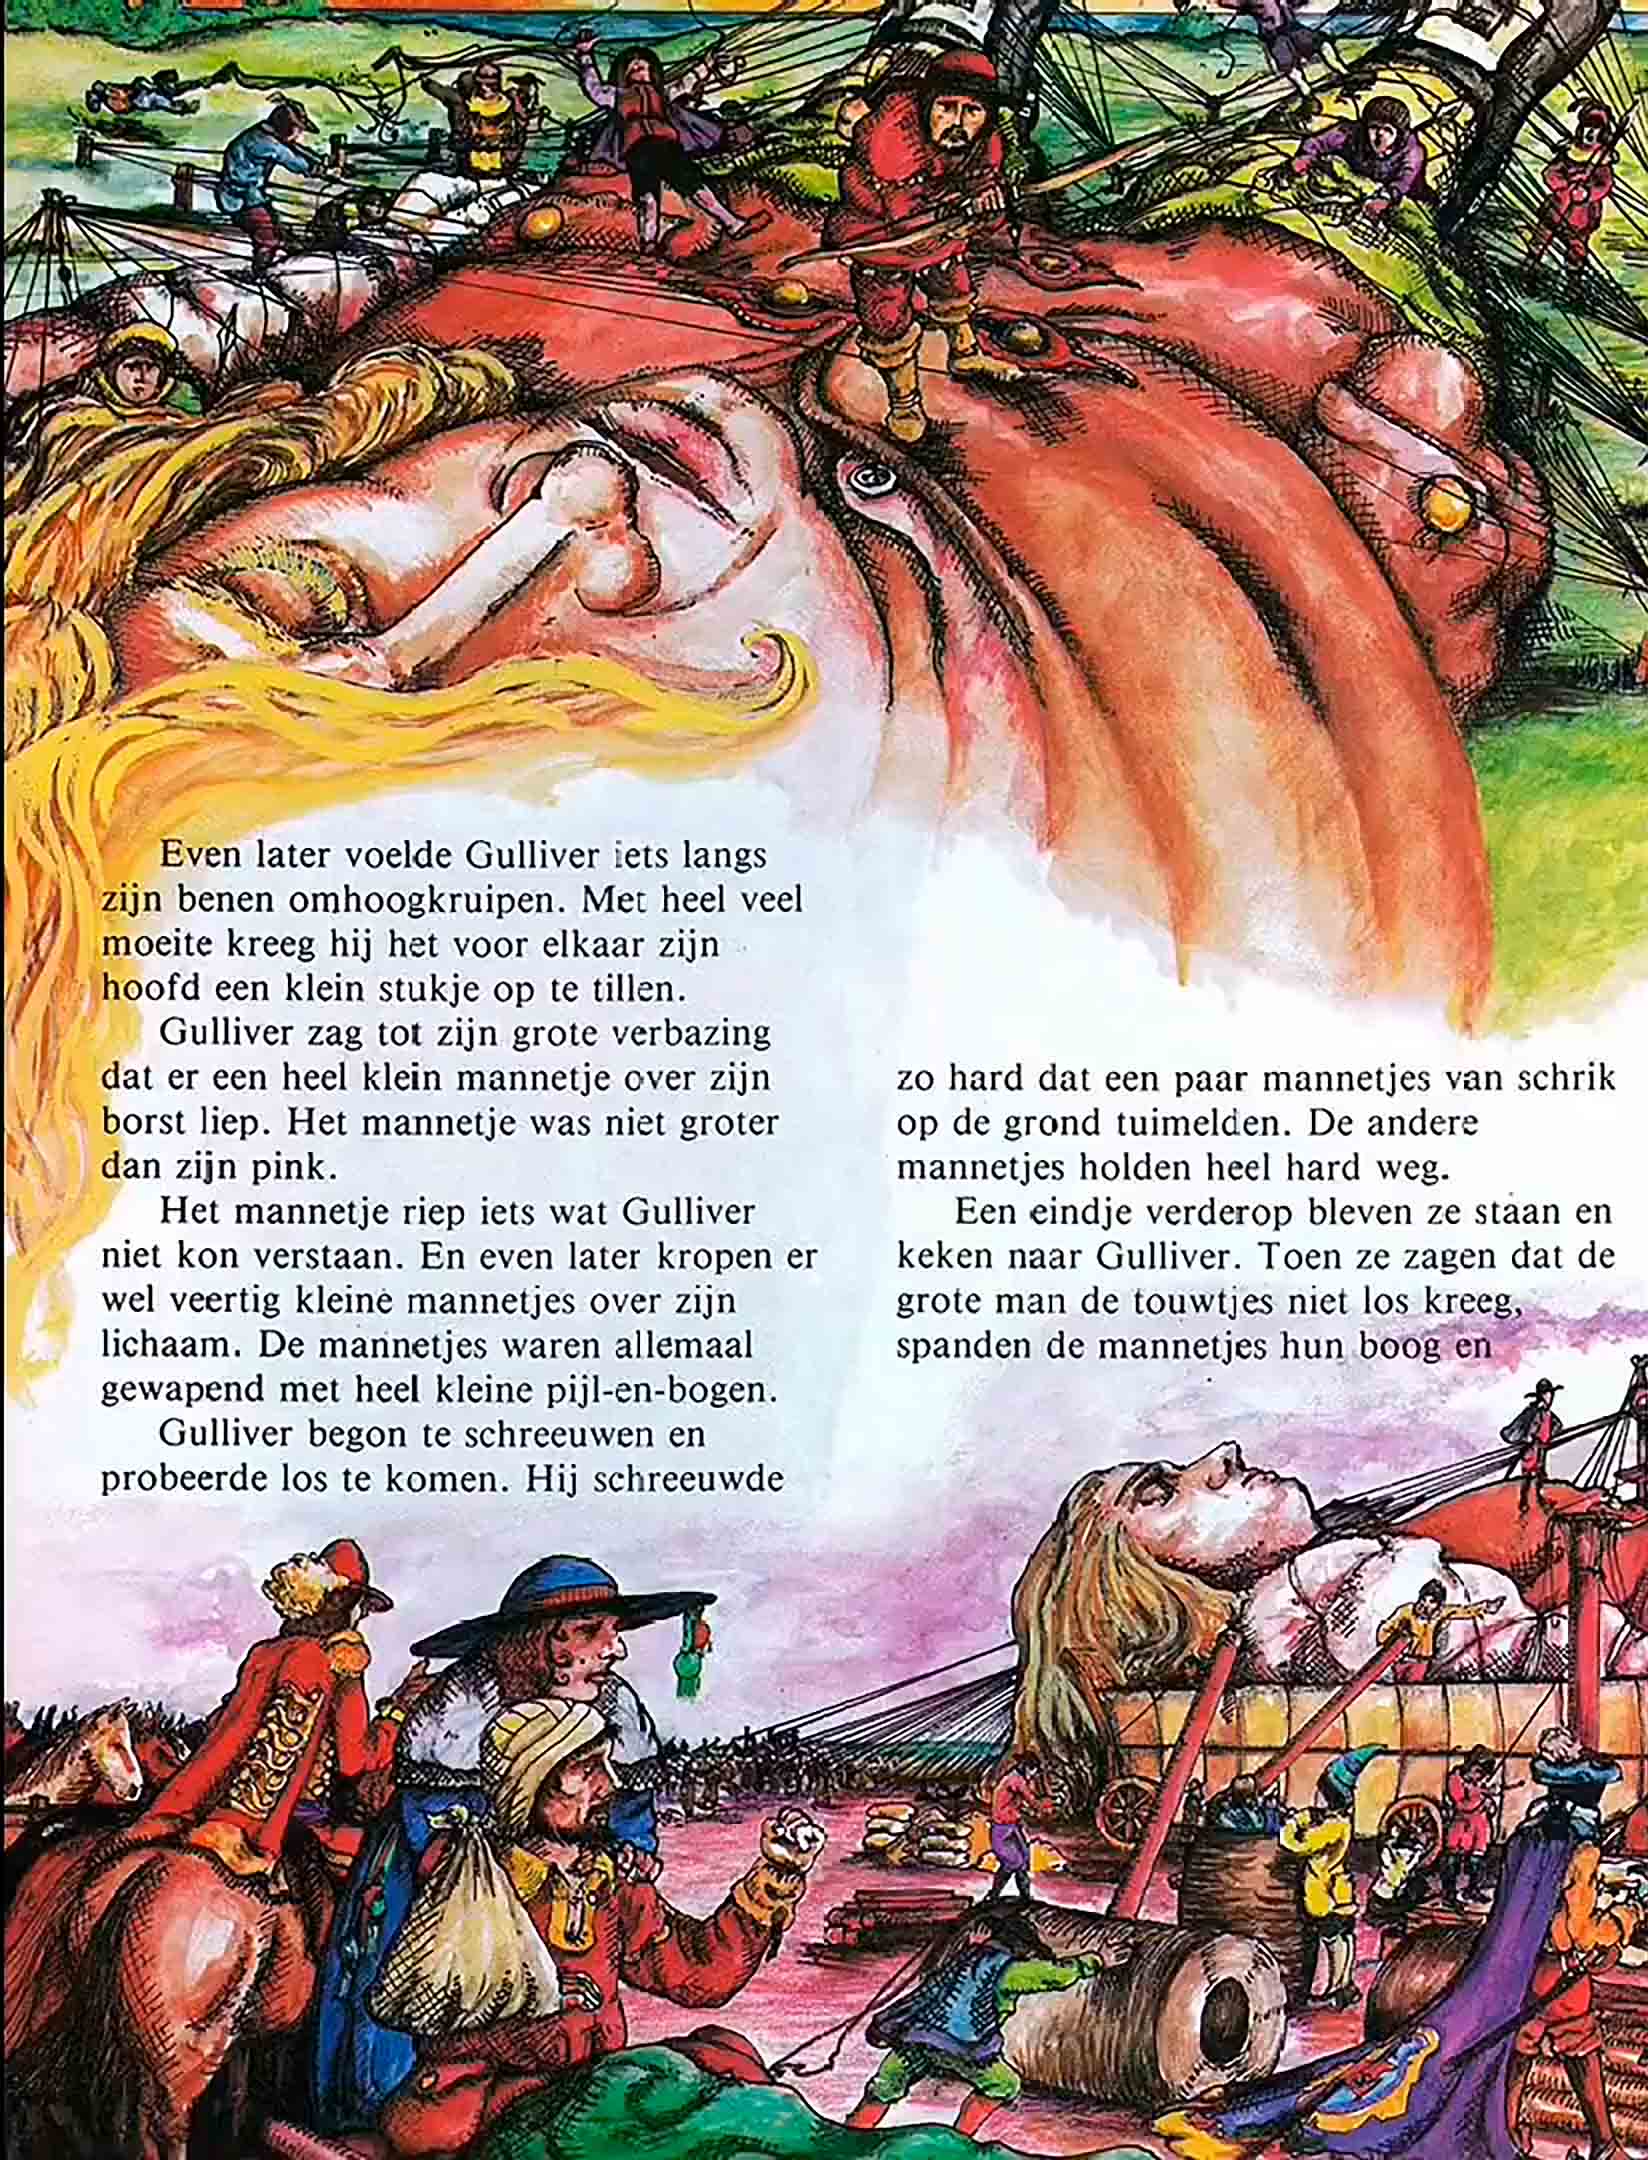 Even later voelde Gulliver iets langs
zijn benen omhoogkruipen. Met heel veel
moeite kreeg hij het voor elkaar zijn
hoofd een klein stukje op te tillen.
Gulliver zag tot zijn grote verbazing
dat er een heel klein mannetje over zijn
borst liep. Het mannetje was niet groter
dan zijn pink.
Het mannetje riep iets wat Gulliver
niet kon verstaan. En even later kropen er
wel veertig kleine mannetjes over zijn
lichaam. De mannetjes waren allemaal
gewapend met heel kleine pijl-en-bogen.
Gulliver begon te schreeuwen en
probeerde los te komen. Hij schreeuwde
zo hard dat een paar mannetjes van schrik
op de grond tuimelden. De andere
mannetjes holden heel hard weg.
Een eindje verderop bleven ze staan en
keken naar Gulliver. Toen ze zagen dat de
grote man de touwtjes niet los kreeg,
spanden de mannetjes hun boog en